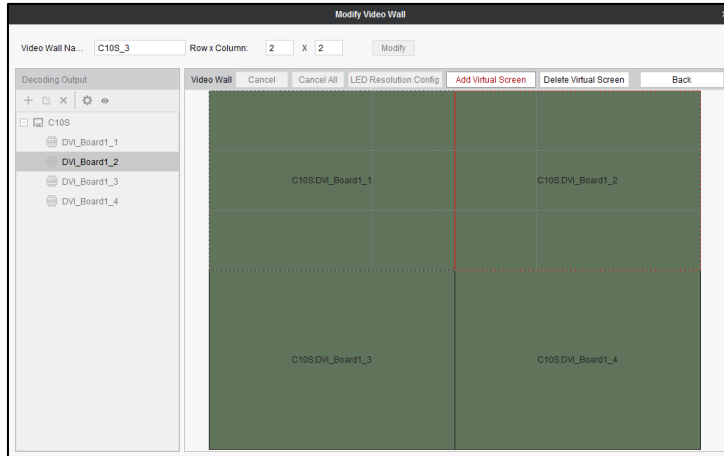 Modify Video Wall
Video Wall Na... C10S_3 Row x Column: 2 X 2 Modify
Decoding Output
C10S
DVI_Board1_1
DVI_Board1_2
DVI_Board1_3
DVI_Board1_4
Video Wall Cancel Cancel All LED Resolution Config Add Virtual Screen Delete Virtual Screen Back
C10S:DVI_Board1_1 C10S:DVI_Board1_2
C10S:DVI_Board1_3 C10S:DVI_Board1_4